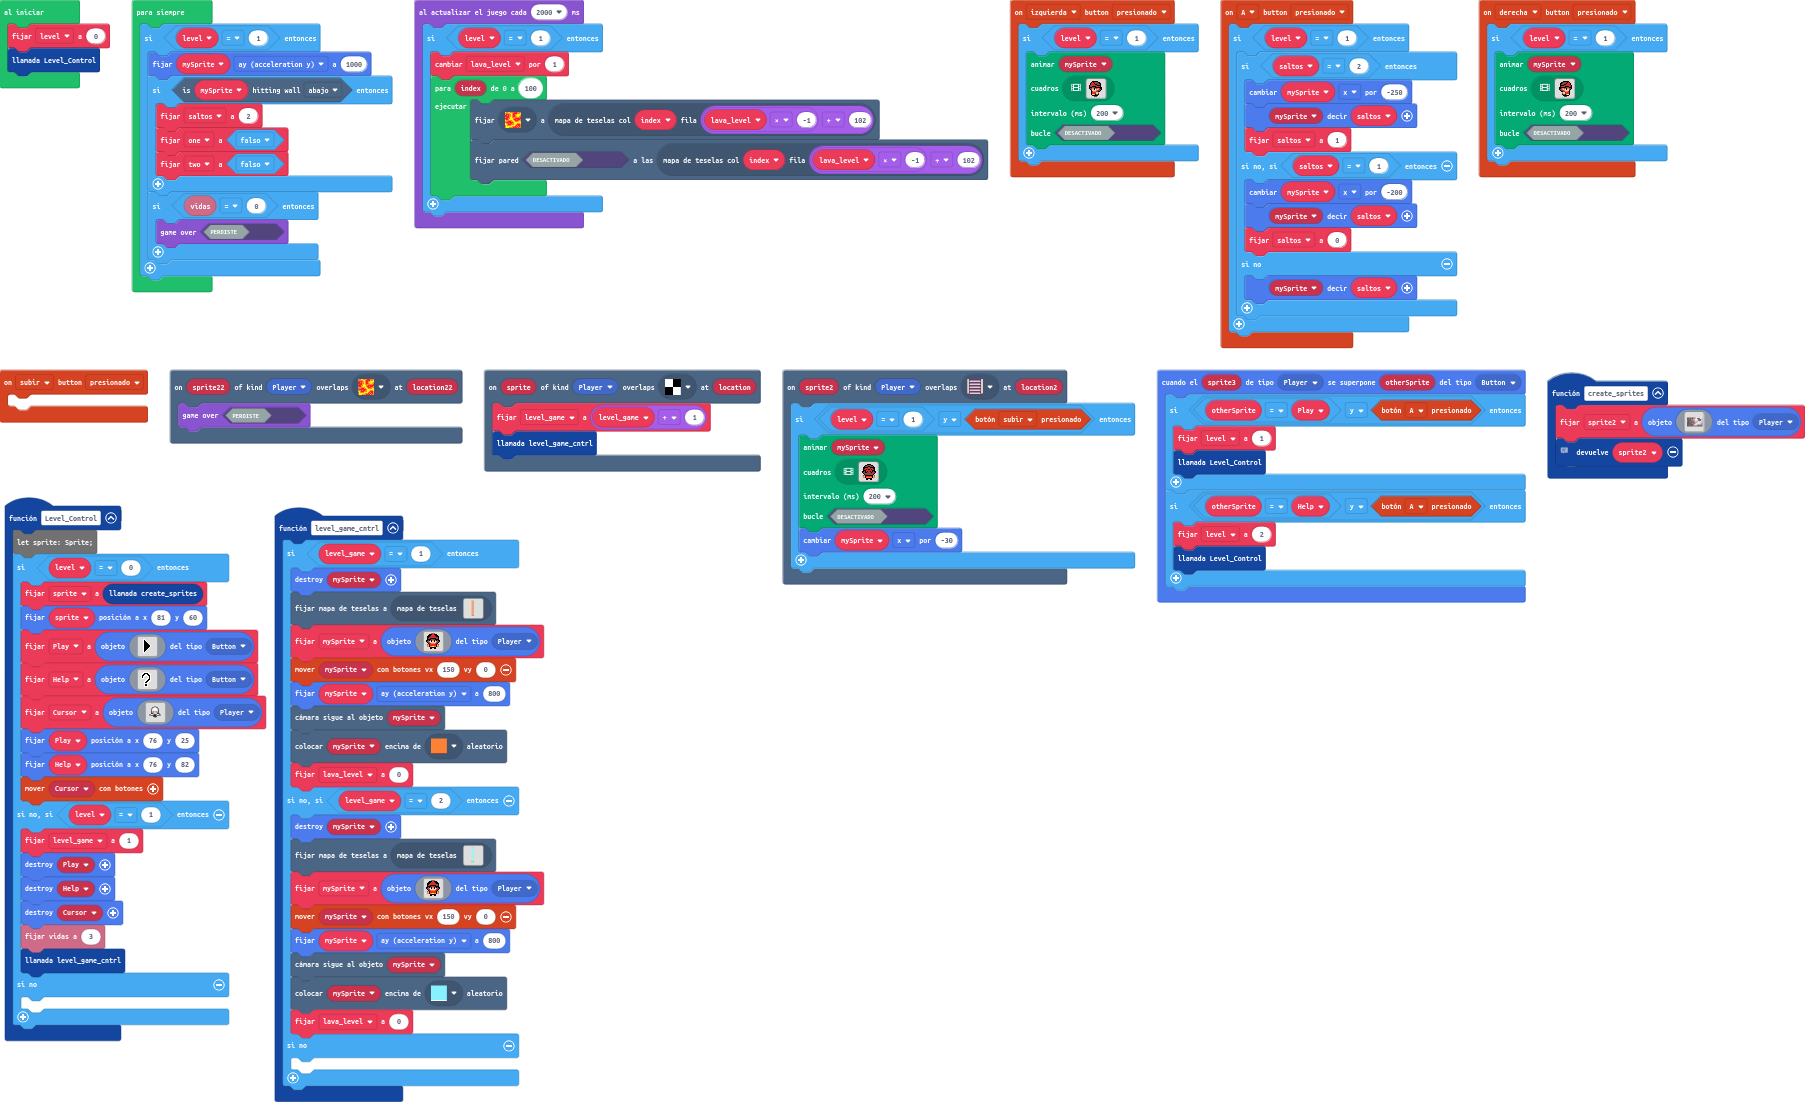 al iniciar
fijar level a 0
llamada Level_Control
para siempre
si level = 1 entonces
fijar mySprite ay (acceleration y) a 1000
si is mySprite hitting wall abajo entonces
fijar saltos a 2
fijar one a falso
fijar two a falso
si vidas = 0 entonces
game over PERDISTE
al actualizar el juego cada 2000 ms
si level = 1 entonces
cambiar lava_level por 1
para index de 0 a 100
ejecutar
fijar a mapa de teselas col index fila lava_level × -1 + 102
fijar pared DESACTIVADO a las mapa de teselas col index fila lava_level × -1 + 102
on izquierda button presionado
si level = 1 entonces
animar mySprite
cuadros
intervalo (ms) 200
bucle DESACTIVADO
on A button presionado
si level = 1 entonces
si saltos = 2 entonces
cambiar mySprite x por -250
mySprite decir saltos
fijar saltos a 1
si no, si saltos = 1 entonces
cambiar mySprite x por -200
mySprite decir saltos
fijar saltos a 0
si no
mySprite decir saltos
on derecha button presionado
si level = 1 entonces
animar mySprite
cuadros
intervalo (ms) 200
bucle DESACTIVADO
on subir button presionado
on sprite22 of kind Player overlaps at location22
game over PERDISTE
on sprite of kind Player overlaps at location
fijar level_game a level_game + 1
llamada level_game_cntrl
on sprite2 of kind Player overlaps at location2
si level = 1 y botón subir presionado entonces
animar mySprite
cuadros
intervalo (ms) 200
bucle DESACTIVADO
cambiar mySprite x por -30
cuando el sprite3 de tipo Player se superpone otherSprite del tipo Button
si otherSprite = Play y botón A presionado entonces
fijar level a 1
llamada Level_Control
si otherSprite = Help y botón A presionado entonces
fijar level a 2
llamada Level_Control
función create_sprites
fijar sprite2 a objeto del tipo Player
devuelve sprite2
función Level_Control
let sprite: Sprite;
si level = 0 entonces
fijar sprite a llamada create_sprites
fijar sprite posición a x 81 y 60
fijar Play a objeto del tipo Button
fijar Help a objeto ? del tipo Button
fijar Cursor a objeto del tipo Player
fijar Play posición a x 76 y 25
fijar Help posición a x 76 y 82
mover Cursor con botones
si no, si level = 1 entonces
fijar level_game a 1
destroy Play
destroy Help
destroy Cursor
fijar vidas a 3
llamada level_game_cntrl
si no
función level_game_cntrl
si level_game = 1 entonces
destroy mySprite
fijar mapa de teselas a mapa de teselas
fijar mySprite a objeto del tipo Player
mover mySprite con botones vx 150 vy 0
fijar mySprite ay (acceleration y) a 800
cámara sigue al objeto mySprite
colocar mySprite encima de aleatorio
fijar lava_level a 0
si no, si level_game = 2 entonces
destroy mySprite
fijar mapa de teselas a mapa de teselas
fijar mySprite a objeto del tipo Player
mover mySprite con botones vx 150 vy 0
fijar mySprite ay (acceleration y) a 800
cámara sigue al objeto mySprite
colocar mySprite encima de aleatorio
fijar lava_level a 0
si no